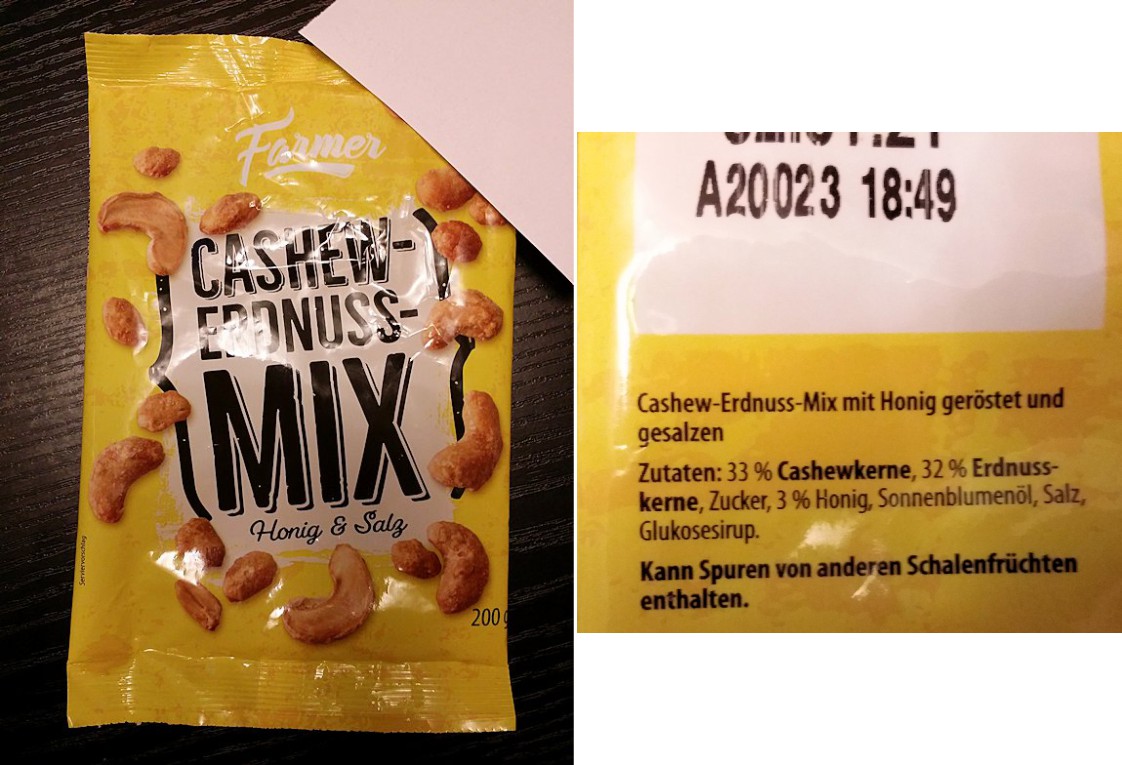 Farmer
CASHEW-
ERDNUSS-
MIX
Honig & Salz
Serviervorschlag
200 g
A20023 18:49
Cashew-Erdnuss-Mix mit Honig geröstet und
gesalzen
Zutaten: 33 % Cashewkerne, 32 % Erdnuss-
kerne, Zucker, 3 % Honig, Sonnenblumenöl, Salz,
Glukosesirup.
Kann Spuren von anderen Schalenfrüchten
enthalten.